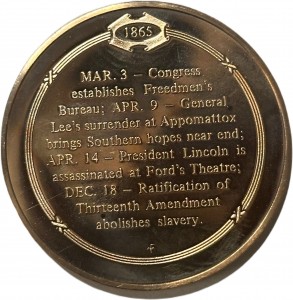 1865
MAR. 3 – Congress
establishes Freedmen's
Bureau; APR. 9 – General
Lee's surrender at Appomattox
brings Southern hopes near end;
APR. 14 – President Lincoln is
assassinated at Ford's Theatre;
DEC. 18 – Ratification of
Thirteenth Amendment
abolishes slavery.